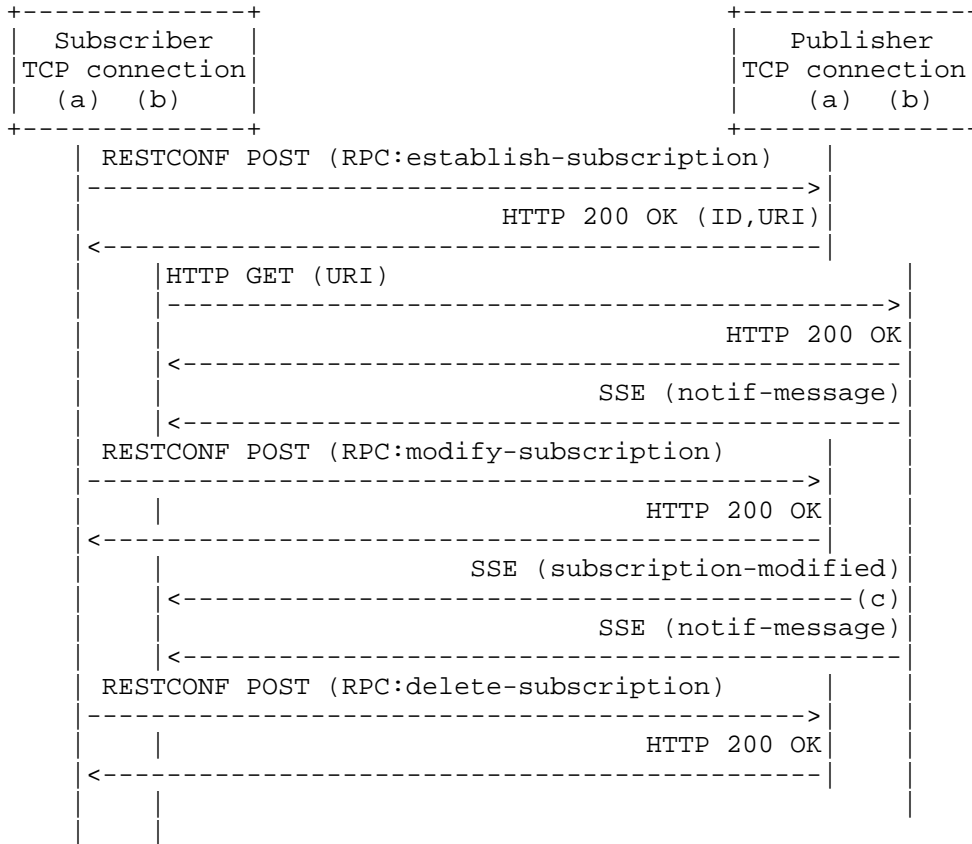 Subscriber Publisher
TCP connection TCP connection
(a) (b) (a) (b)
RESTCONF POST (RPC:establish-subscription)
HTTP 200 OK (ID,URI)
HTTP GET (URI)
HTTP 200 OK
SSE (notif-message)
RESTCONF POST (RPC:modify-subscription)
HTTP 200 OK
SSE (subscription-modified)
(c)
SSE (notif-message)
RESTCONF POST (RPC:delete-subscription)
HTTP 200 OK